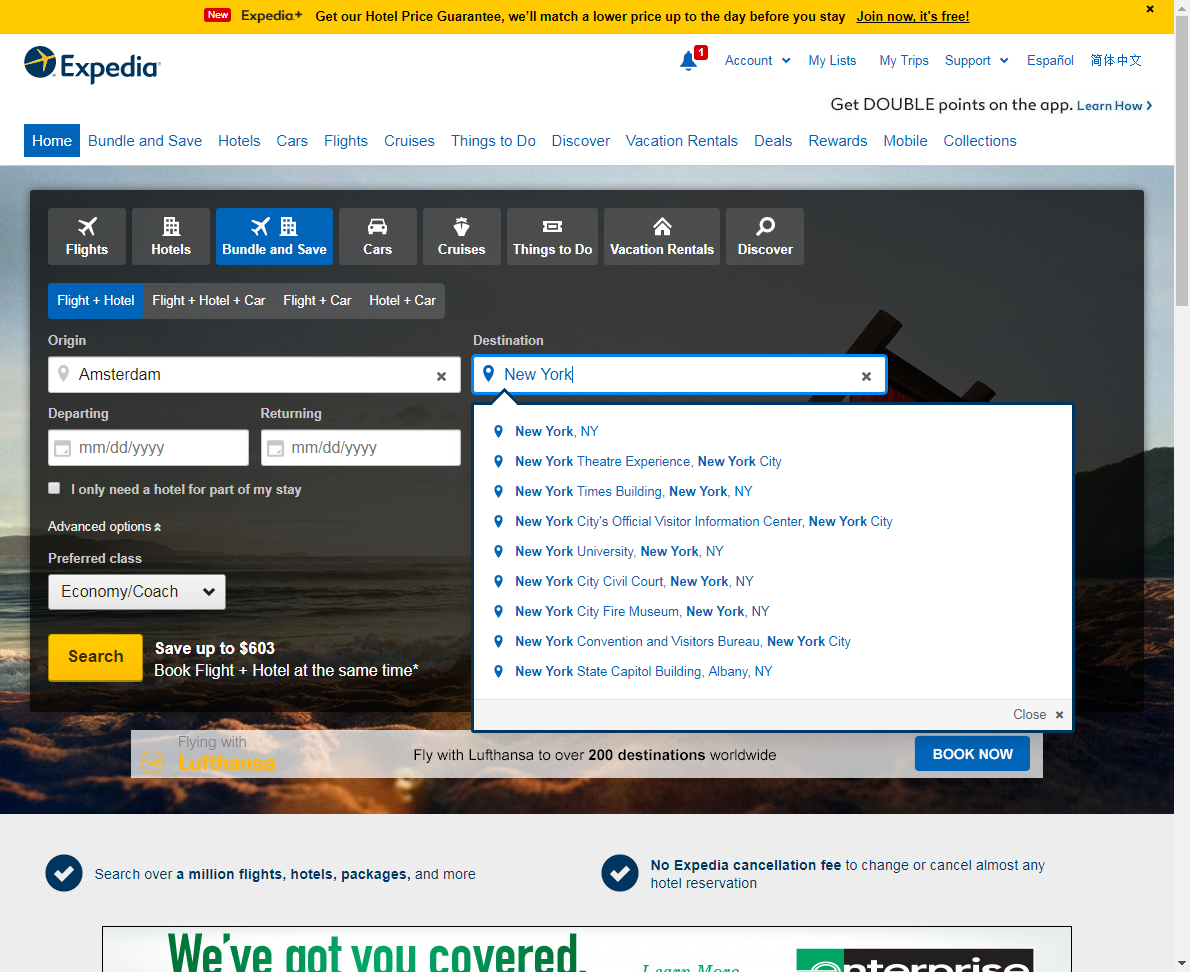 New Expedia+ Get our Hotel Price Guarantee, we'll match a lower price up to the day before you stay Join now, it's free!
Expedia
1 Account My Lists My Trips Support Español 简体中文
Get DOUBLE points on the app. Learn How
Home Bundle and Save Hotels Cars Flights Cruises Things to Do Discover Vacation Rentals Deals Rewards Mobile Collections
Flights Hotels Bundle and Save Cars Cruises Things to Do Vacation Rentals Discover
Flight + Hotel Flight + Hotel + Car Flight + Car Hotel + Car
Origin
Amsterdam
Destination
New York
Departing
mm/dd/yyyy
Returning
mm/dd/yyyy
I only need a hotel for part of my stay
Advanced options
Preferred class
Economy/Coach
Search
Save up to $603
Book Flight + Hotel at the same time*
New York, NY
New York Theatre Experience, New York City
New York Times Building, New York, NY
New York City's Official Visitor Information Center, New York City
New York University, New York, NY
New York City Civil Court, New York, NY
New York City Fire Museum, New York, NY
New York Convention and Visitors Bureau, New York City
New York State Capitol Building, Albany, NY
Close
Flying with
Lufthansa
Fly with Lufthansa to over 200 destinations worldwide
BOOK NOW
Search over a million flights, hotels, packages, and more
No Expedia cancellation fee to change or cancel almost any
hotel reservation
We've got you covered.
Learn More
enterprise